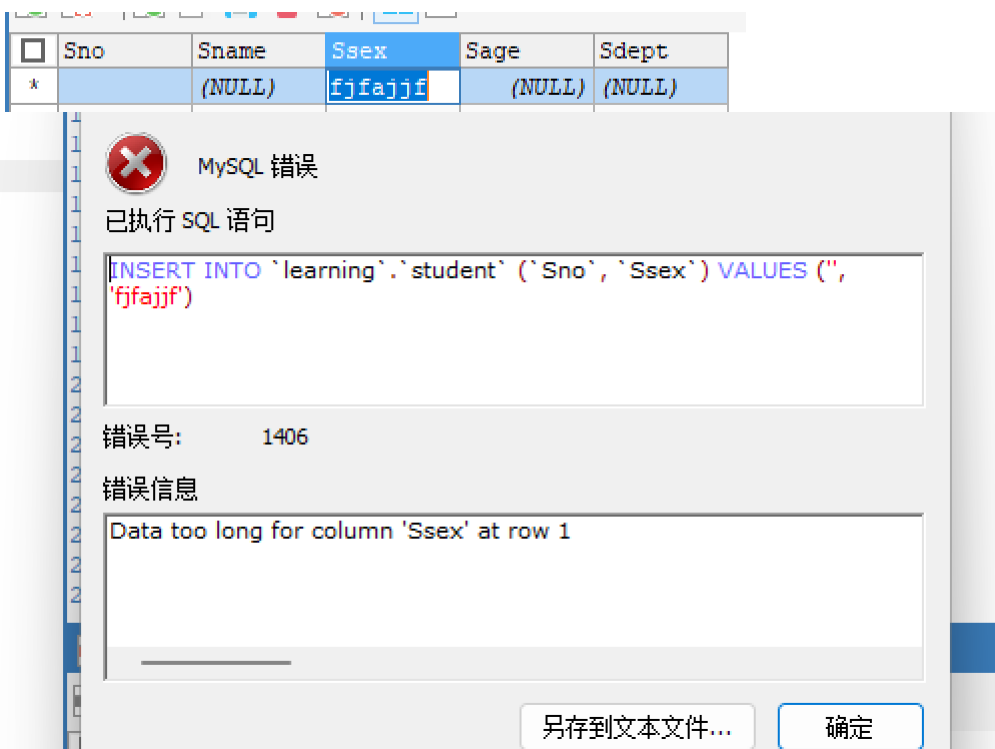 Sno Sname Ssex Sage Sdept
* (NULL) fjfajjf (NULL) (NULL)
MySQL 错误
已执行 SQL 语句
INSERT INTO `learning`.`student` (`Sno`, `Ssex`) VALUES ('',
'fjfajjf')
错误号: 1406
错误信息
Data too long for column 'Ssex' at row 1
另存到文本文件... 确定